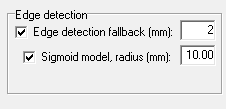 Edge detection
Edge detection fallback (mm): 2
Sigmoid model, radius (mm): 10.00